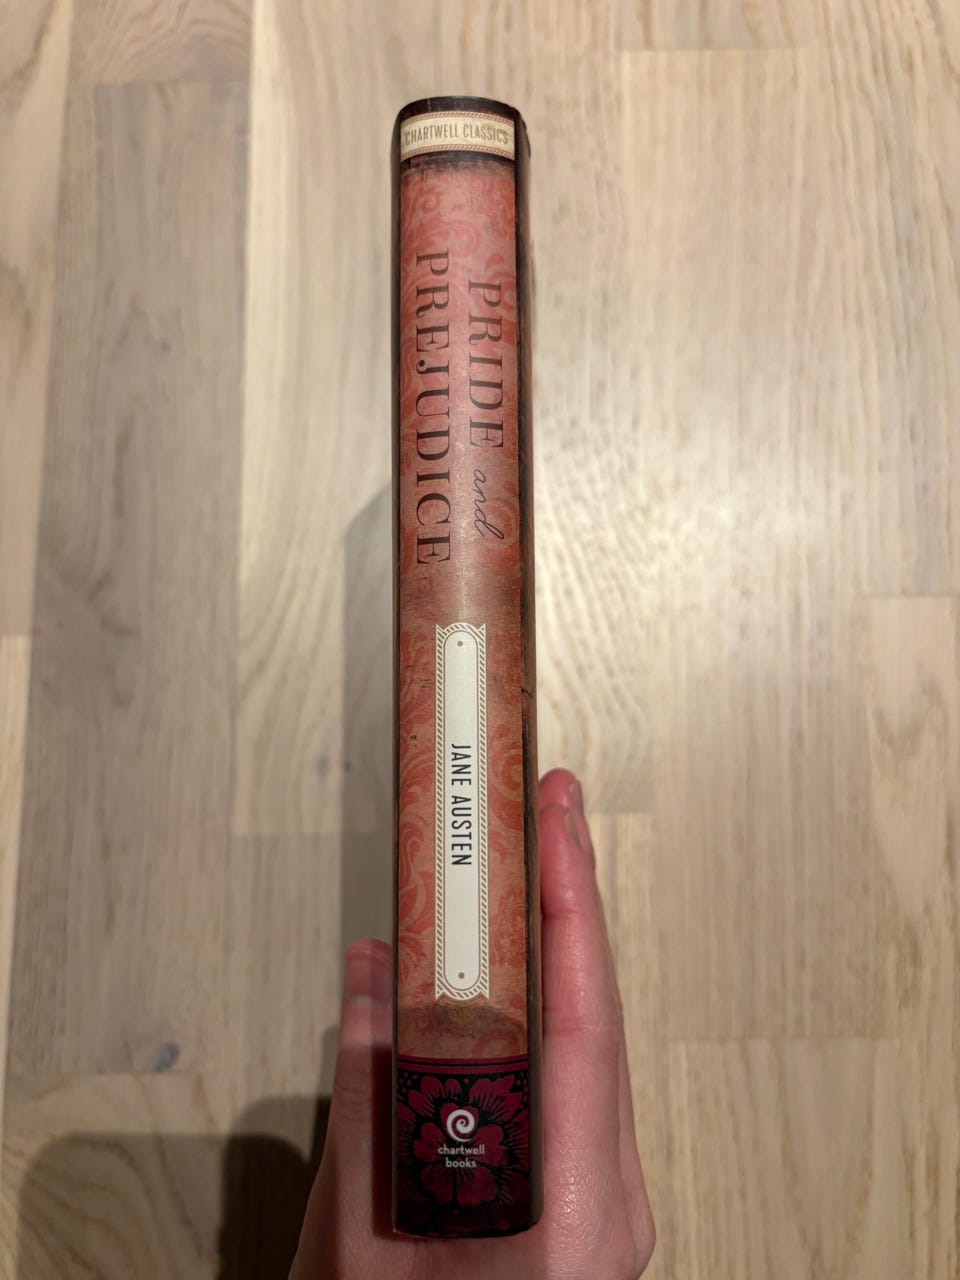 CHARTWELL CLASSICS
PRIDE and
PREJUDICE
JANE AUSTEN
chartwell
books